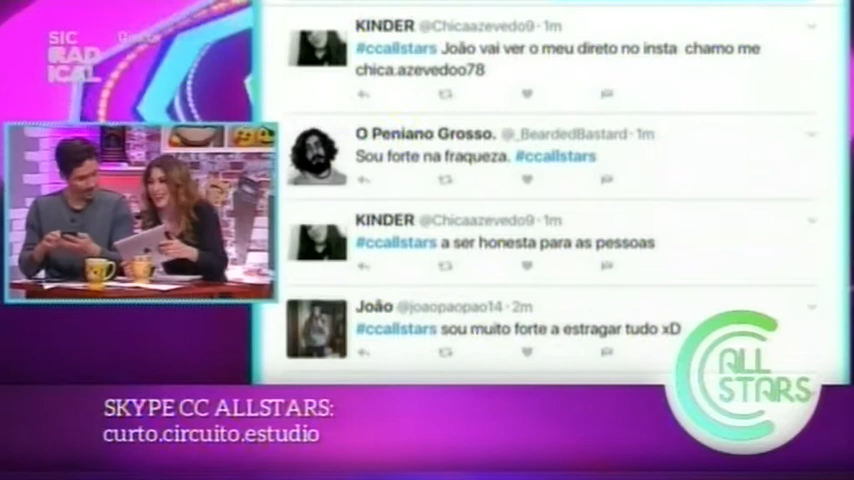 SIC
RADICAL
Direto
KINDER @Chicaazevedo9 · 1m
#ccallstars João vai ver o meu direto no insta chamo me
chica.azevedoo78
O Peniano Grosso. @_BeardedBastard · 1m
Sou forte na fraqueza. #ccallstars
KINDER @Chicaazevedo9 · 1m
#ccallstars a ser honesta para as pessoas
João @joaopaopao14 · 2m
#ccallstars sou muito forte a estragar tudo xD
ALL
STARS
SKYPE CC ALLSTARS:
curto.circuito.estudio